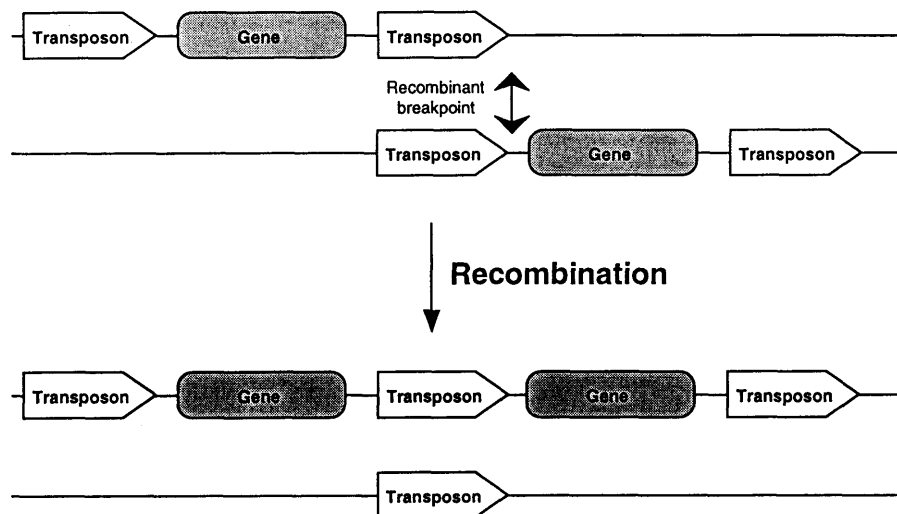 Transposon Gene Transposon
Recombinant
breakpoint
Transposon Gene Transposon
Recombination
Transposon Gene Transposon Gene Transposon
Transposon